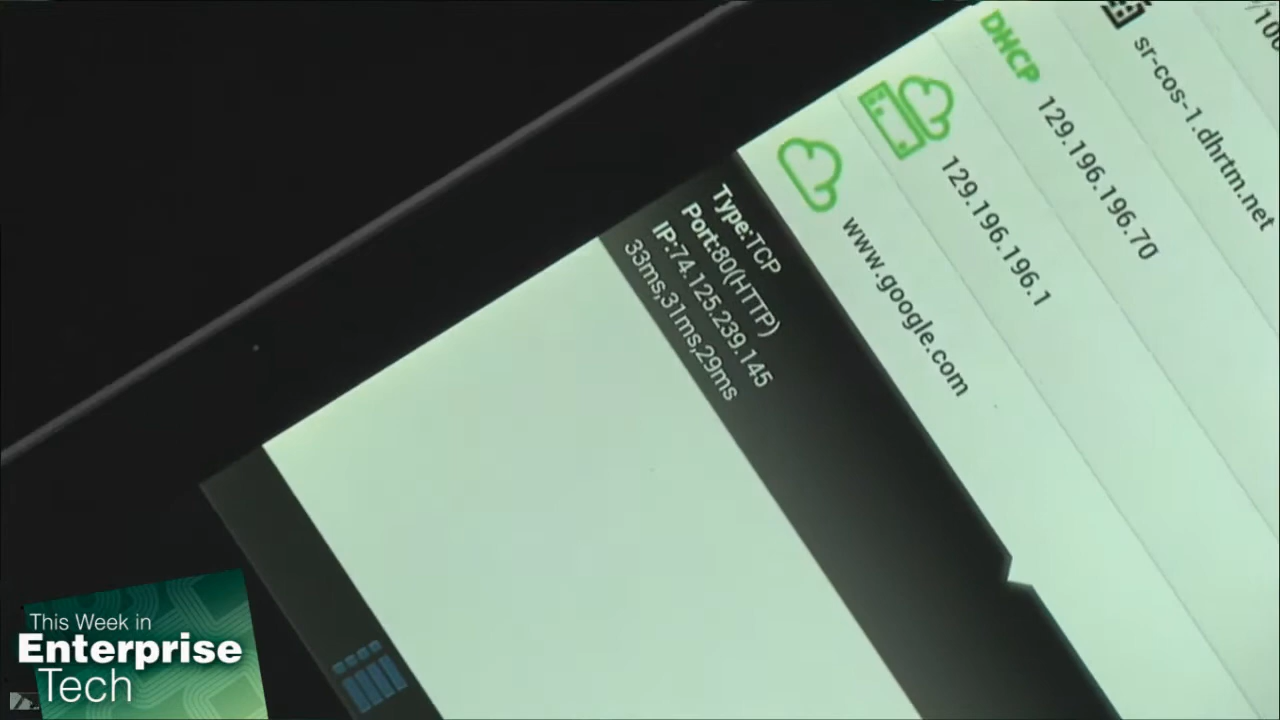 /100
sr-cos-1.dhrtm.net
DHCP
129.196.196.70
129.196.196.1
www.google.com
Type:TCP
Port:80(HTTP)
IP:74.125.239.145
33ms,31ms,29ms
This Week in
Enterprise
Tech